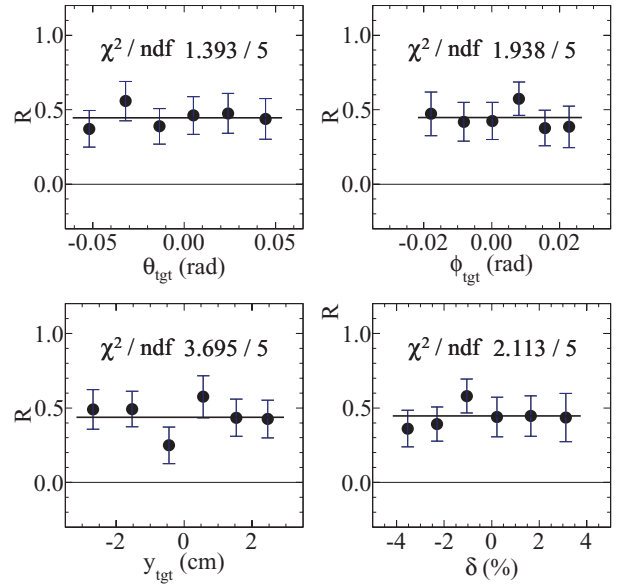 1.0
0.5
0.0
R
χ² / ndf 1.393 / 5
-0.05 0.00 0.05
θtgt (rad)
1.0
0.5
0.0
R
χ² / ndf 1.938 / 5
-0.02 0.00 0.02
ϕtgt (rad)
1.0
0.5
0.0
R
χ² / ndf 3.695 / 5
-2 0 2
ytgt (cm)
1.0
0.5
0.0
R
χ² / ndf 2.113 / 5
-4 -2 0 2 4
δ (%)